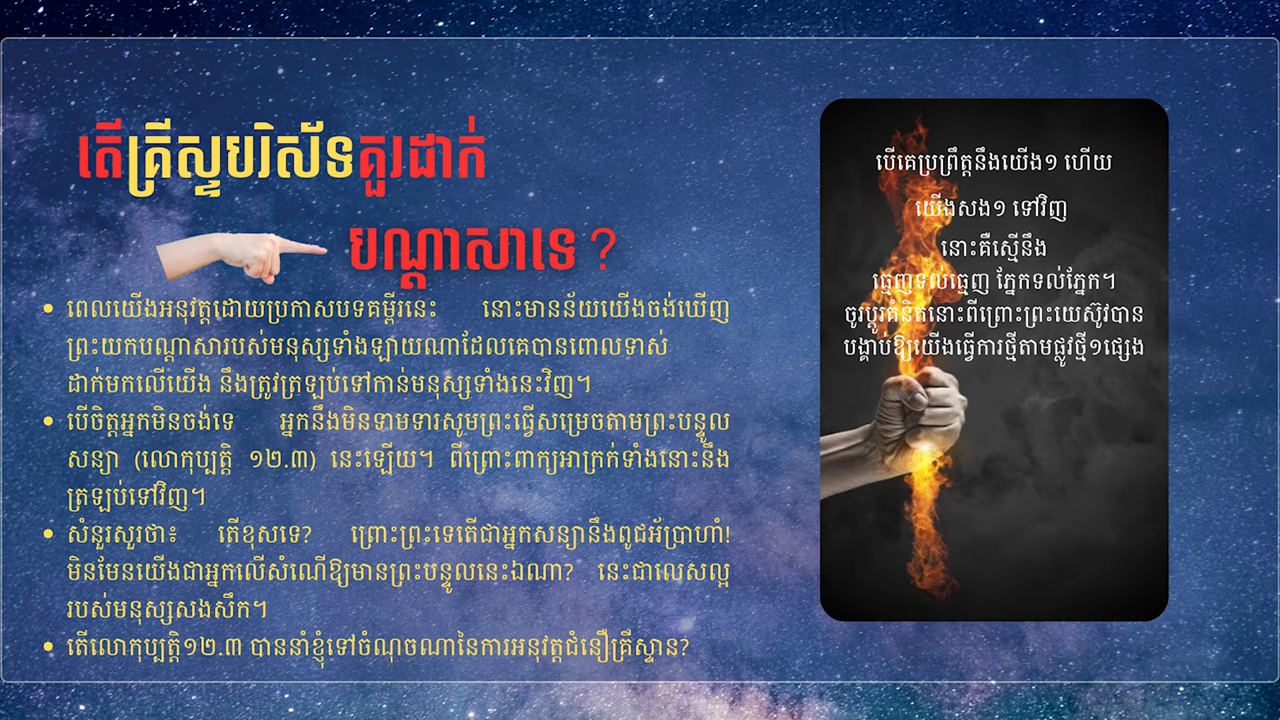 តើគ្រីស្ទបរិស័ទគួរដាក់
បណ្តាសាទេ ?
• ពេលយើងអនុវត្តដោយប្រកាសបទគម្ពីរនេះ នោះមានន័យយើងចង់ឃើញ
ព្រះយកបណ្តាសារបស់មនុស្សទាំងឡាយណាដែលគេបានពោលទាស់
ដាក់មកលើយើង នឹងត្រូវត្រឡប់ទៅកាន់មនុស្សទាំងនេះវិញ។
• បើចិត្តអ្នកមិនចង់ទេ អ្នកនឹងមិនទាមទារសូមព្រះធ្វើសម្រេចតាមព្រះបន្ទូល
សន្យា (លោកុប្បត្តិ ១២.៣) នេះឡើយ។ ពីព្រោះពាក្យអាក្រក់ទាំងនោះនឹង
ត្រឡប់ទៅវិញ។
• សំនួរសួរថា៖ តើខុសទេ? ព្រោះព្រះទេតើជាអ្នកសន្យានឹងពូជអ័ប្រាហាំ!
មិនមែនយើងជាអ្នកលើសំណើឱ្យមានព្រះបន្ទូលនេះឯណា? នេះជាលេសល្អ
របស់មនុស្សសងសឹក។
• តើលោកុប្បត្តិ១២.៣ បាននាំខ្ញុំទៅចំណុចណានៃការអនុវត្តជំនឿគ្រីស្ទាន?
បើគេប្រព្រឹត្តនឹងយើង១ ហើយ
យើងសង១ ទៅវិញ
នោះគឺស្មើនឹង
ធ្មេញទល់ធ្មេញ ភ្នែកទល់ភ្នែក។
ចូរប្តូរគំនិតនោះពីព្រោះព្រះយេស៊ូវបាន
បង្គាប់ឱ្យយើងធ្វើការថ្មីតាមផ្លូវថ្មី១ផ្សេង